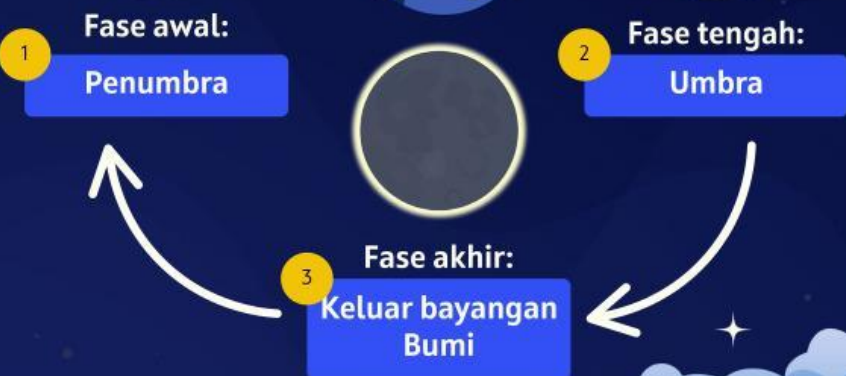 Fase awal:
1
Penumbra
Fase tengah:
2
Umbra
Fase akhir:
3
Keluar bayangan
Bumi